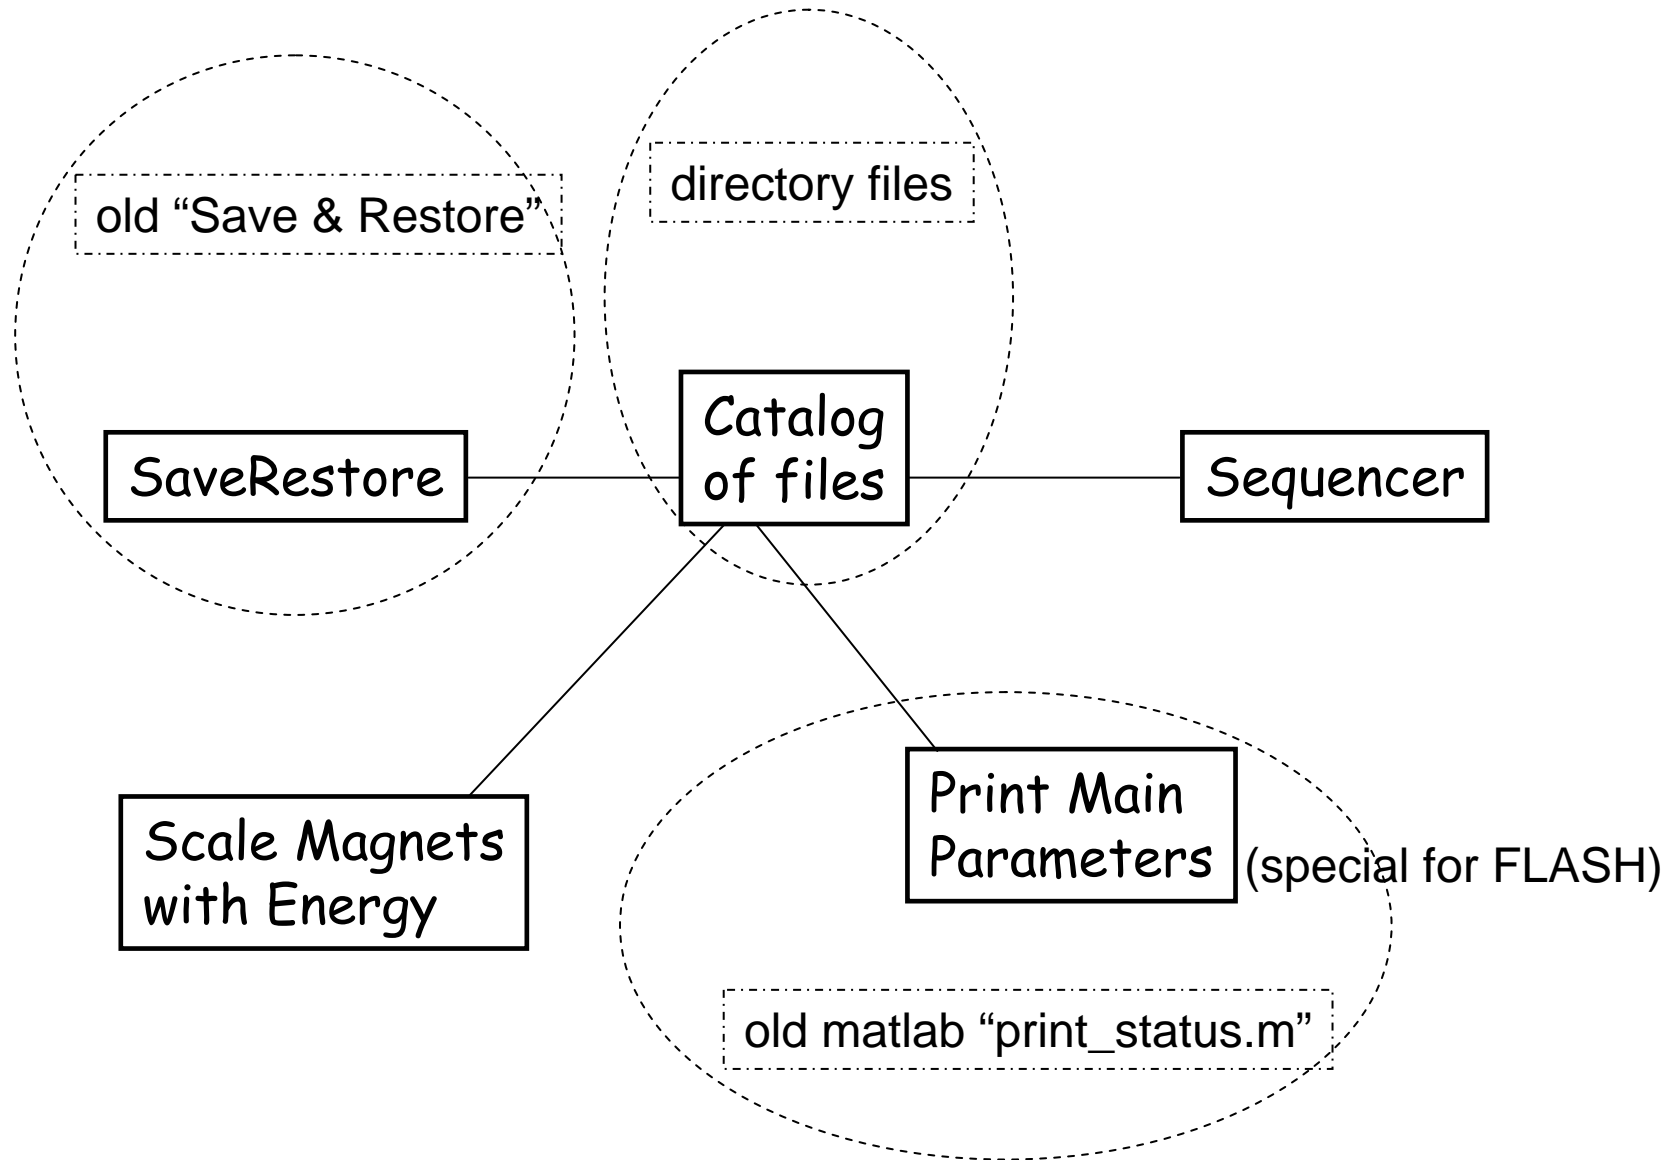 directory files
old “Save & Restore”
Catalog
of files
SaveRestore
Sequencer
Print Main
Parameters
(special for FLASH)
Scale Magnets
with Energy
old matlab “print_status.m”